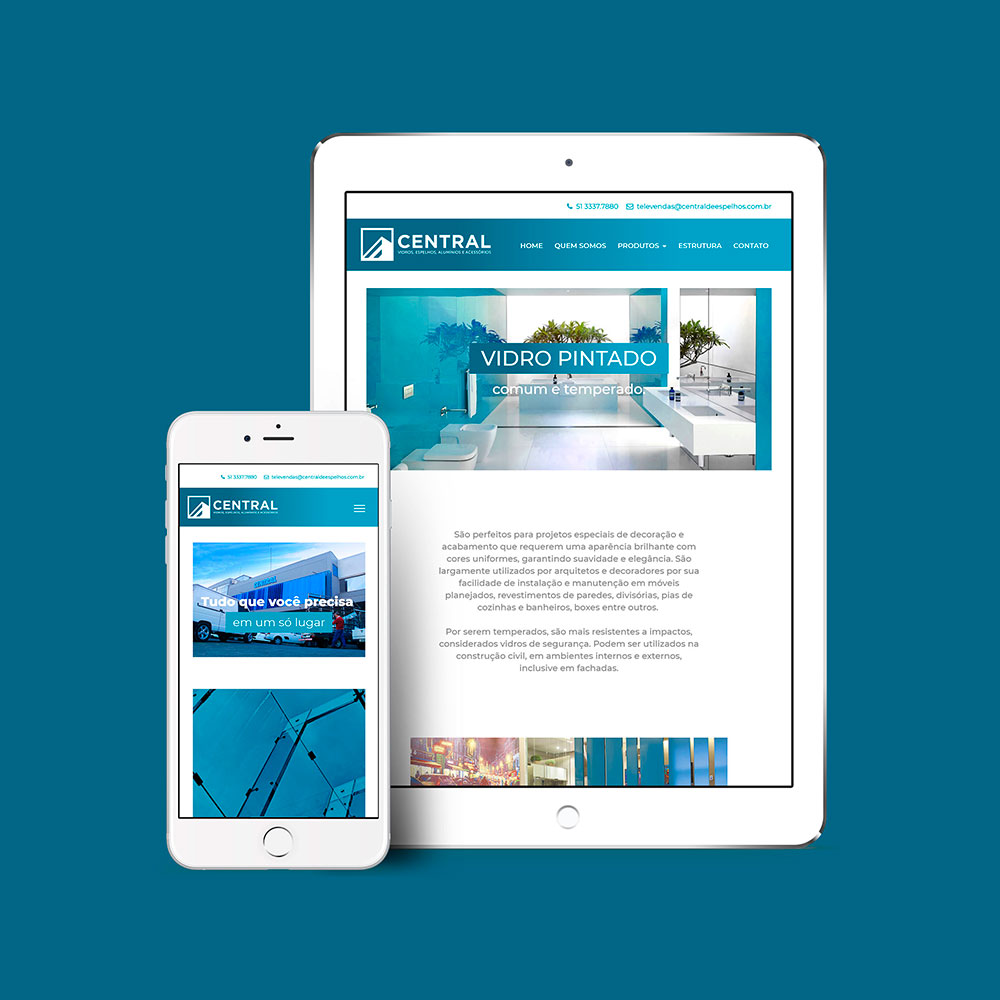 51 3337.7880 televendas@centraldeespelhos.com.br
CENTRAL
VIDROS, ESPELHOS, ALUMÍNIOS E ACESSÓRIOS
HOME QUEM SOMOS PRODUTOS ESTRUTURA CONTATO
VIDRO PINTADO
comum e temperado.
São perfeitos para projetos especiais de decoração e
acabamento que requerem uma aparência brilhante com
cores uniformes, garantindo suavidade e elegância. São
largamente utilizados por arquitetos e decoradores por sua
facilidade de instalação e manutenção em móveis
planejados, revestimentos de paredes, divisórias, pias de
cozinhas e banheiros, boxes entre outros.
Por serem temperados, são mais resistentes a impactos,
considerados vidros de segurança. Podem ser utilizados na
construção civil, em ambientes internos e externos,
inclusive em fachadas.
51 3337.7880 televendas@centraldeespelhos.com.br
CENTRAL
VIDROS, ESPELHOS, ALUMÍNIOS E ACESSÓRIOS
central
Tudo que você precisa
em um só lugar